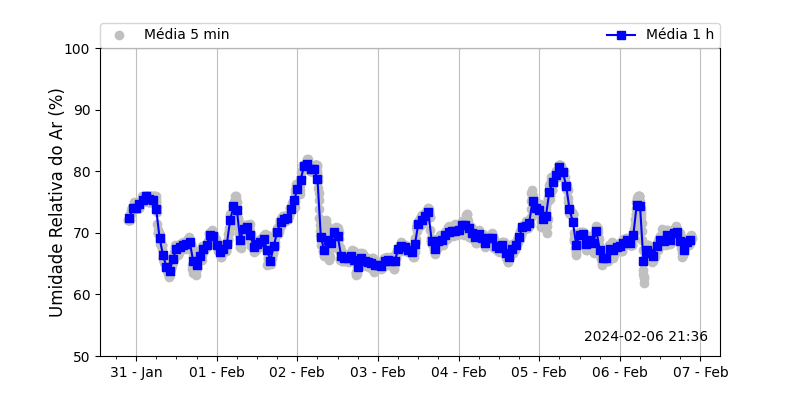 Média 5 min Média 1 h
100
90
80
70
60
50
Umidade Relativa do Ar (%)
2024-02-06 21:36
31 - Jan 01 - Feb 02 - Feb 03 - Feb 04 - Feb 05 - Feb 06 - Feb 07 - Feb